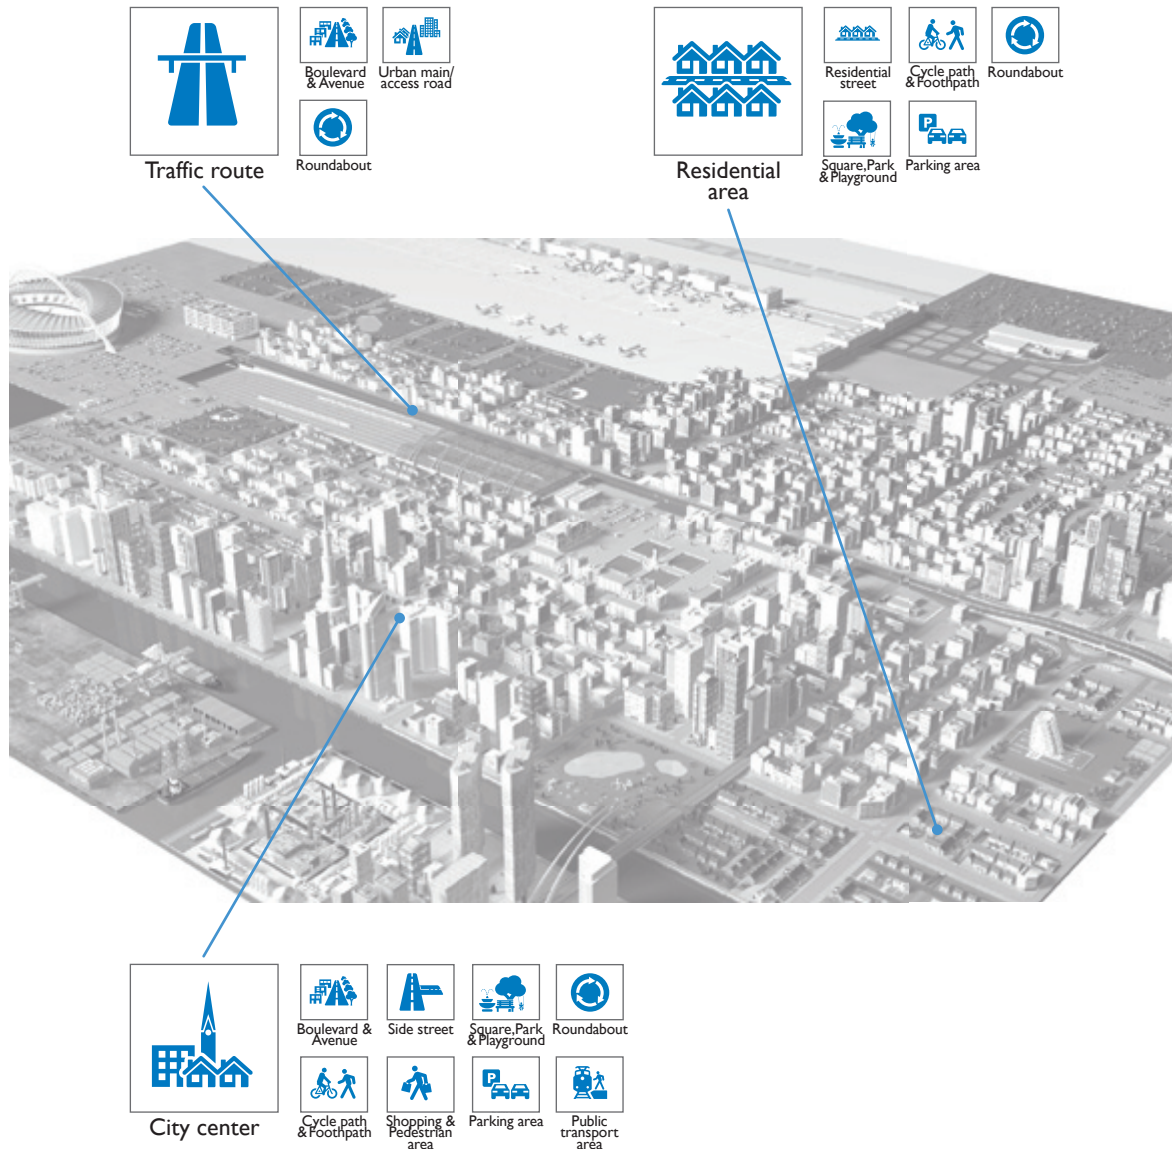 Boulevard
& Avenue
Urban main/
access road
Roundabout
Traffic route
Residential
street
Cycle path
& Footpath
Roundabout
P
Square, Park
& Playground
Parking area
Residential
area
Boulevard &
Avenue
Side street
Square, Park
& Playground
Roundabout
P
Cycle path
& Footpath
Shopping &
Pedestrian
area
Parking area
Public
transport
area
City center